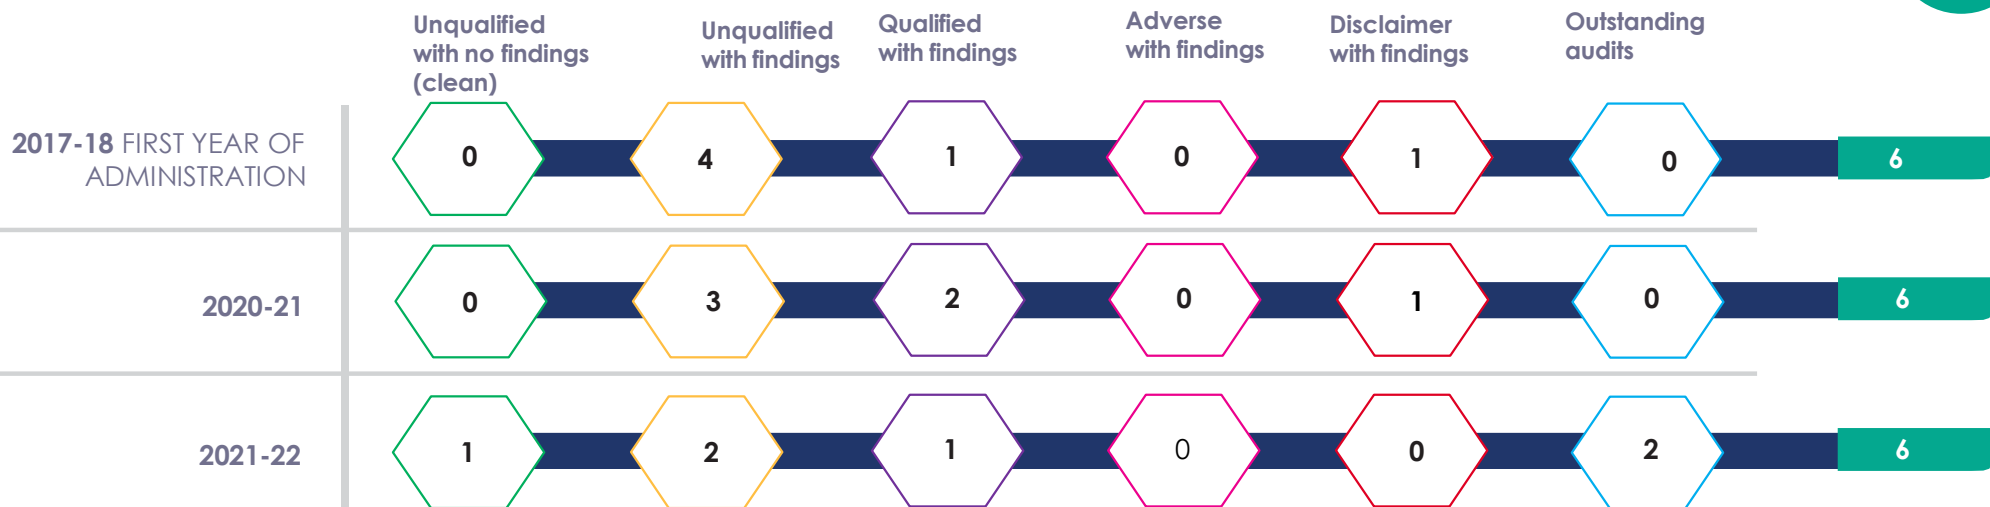 Unqualified
with no findings
(clean)
Unqualified
with findings
Qualified
with findings
Adverse
with findings
Disclaimer
with findings
Outstanding
audits
2017-18 FIRST YEAR OF
ADMINISTRATION
0 4 1 0 1 0 6
2020-21 0 3 2 0 1 0 6
2021-22 1 2 1 0 0 2 6